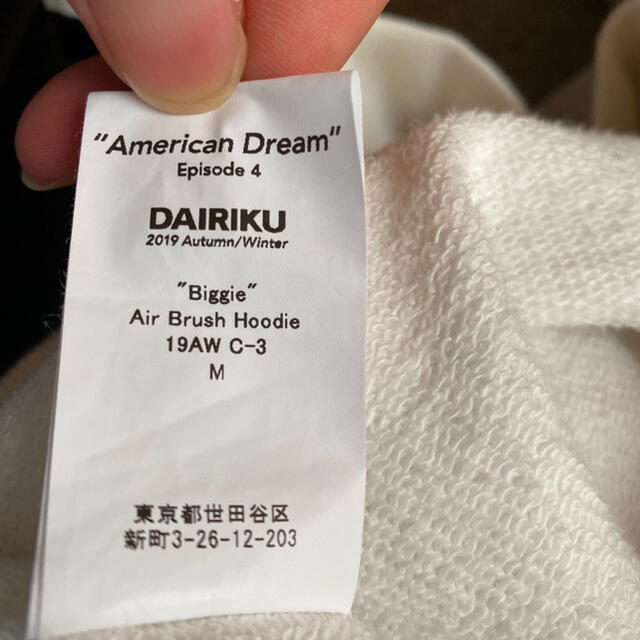 "American Dream"
Episode 4
DAIRIKU
2019 Autumn/Winter
"Biggie"
Air Brush Hoodie
19AW C-3
M
東京都世田谷区
新町3-26-12-203